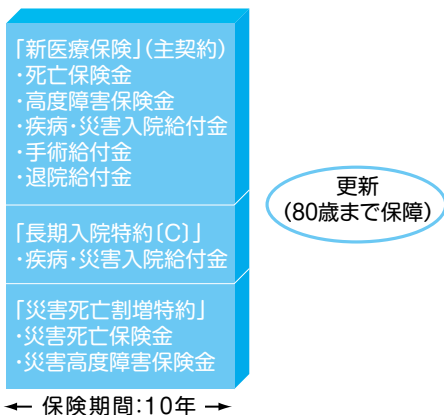 「新医療保険」(主契約)
・死亡保険金
・高度障害保険金
・疾病・災害入院給付金
・手術給付金
・退院給付金
「長期入院特約〔C〕」
・疾病・災害入院給付金
「災害死亡割増特約」
・災害死亡保険金
・災害高度障害保険金
← 保険期間:10年 →
更新
(80歳まで保障)